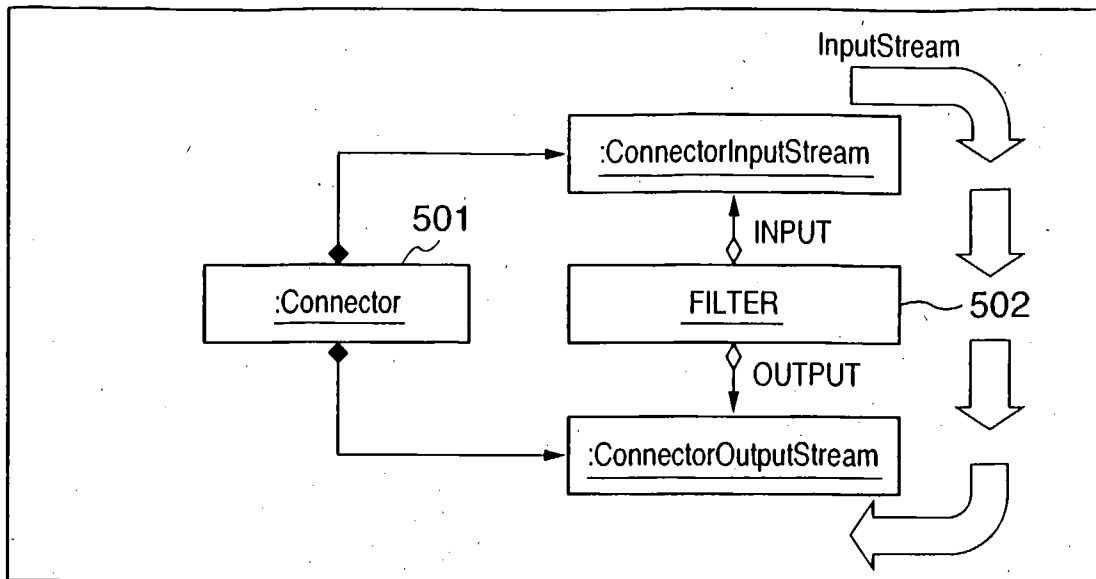 InputStream
:ConnectorInputStream
501
INPUT
:Connector
FILTER
502
OUTPUT
:ConnectorOutputStream